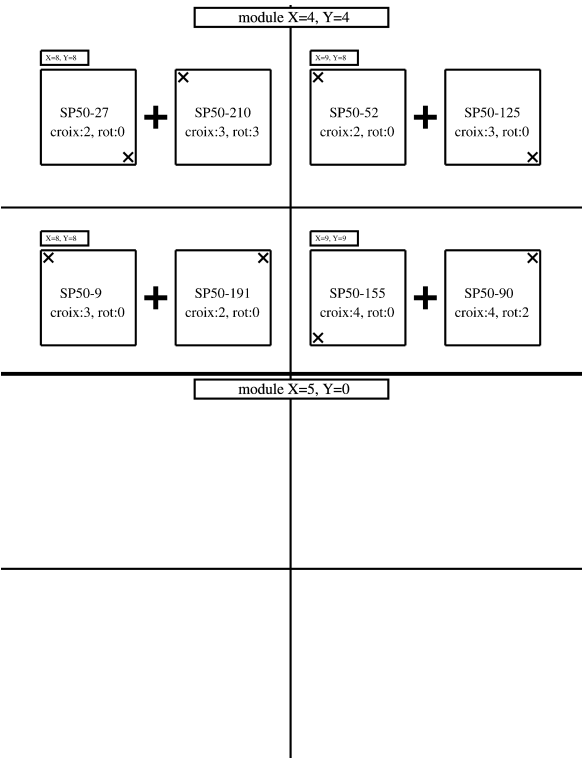 module X=4, Y=4
X=8, Y=8
SP50-27
croix:2, rot:0
SP50-210
croix:3, rot:3
X=9, Y=8
SP50-52
croix:2, rot:0
SP50-125
croix:3, rot:0
X=8, Y=8
SP50-9
croix:3, rot:0
SP50-191
croix:2, rot:0
X=9, Y=9
SP50-155
croix:4, rot:0
SP50-90
croix:4, rot:2
module X=5, Y=0